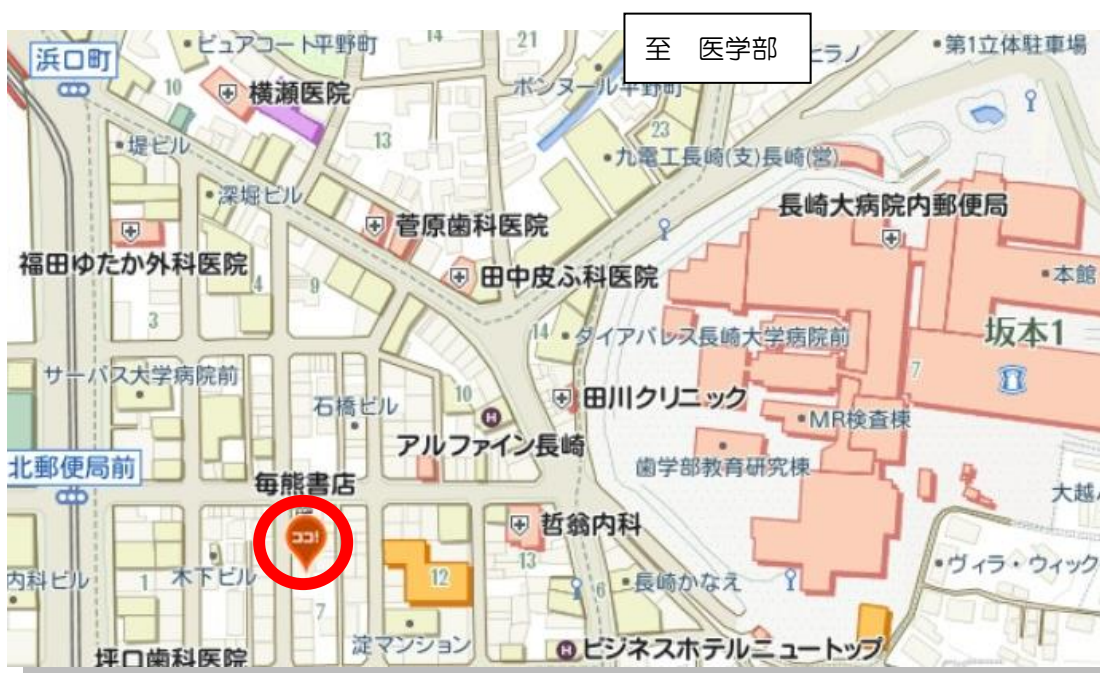 至 医学部
浜口町
ピュアコート平野町
14
21
ヒラノ
第1立体駐車場
10
横瀬医院
ボンヌール平野町
堤ビル
13
23
九電工長崎(支)長崎(営)
深堀ビル
長崎大病院内郵便局
菅原歯科医院
福田ゆたか外科医院
田中皮ふ科医院
本館
4
9
3
14
ダイアパレス長崎大学病院前
坂本1
7
サーパス大学病院前
石橋ビル
10
H
田川クリニック
MR検査棟
アルファイン長崎
北郵便局前
歯学部教育研究棟
毎熊書店
大越
ココ!
哲翁内科
内科ビル
1
木下ビル
12
13
6
長崎かなえ
ヴィラ・ウィック
7
淀マンション
坪口歯科医院
H
ビジネスホテルニュートップ